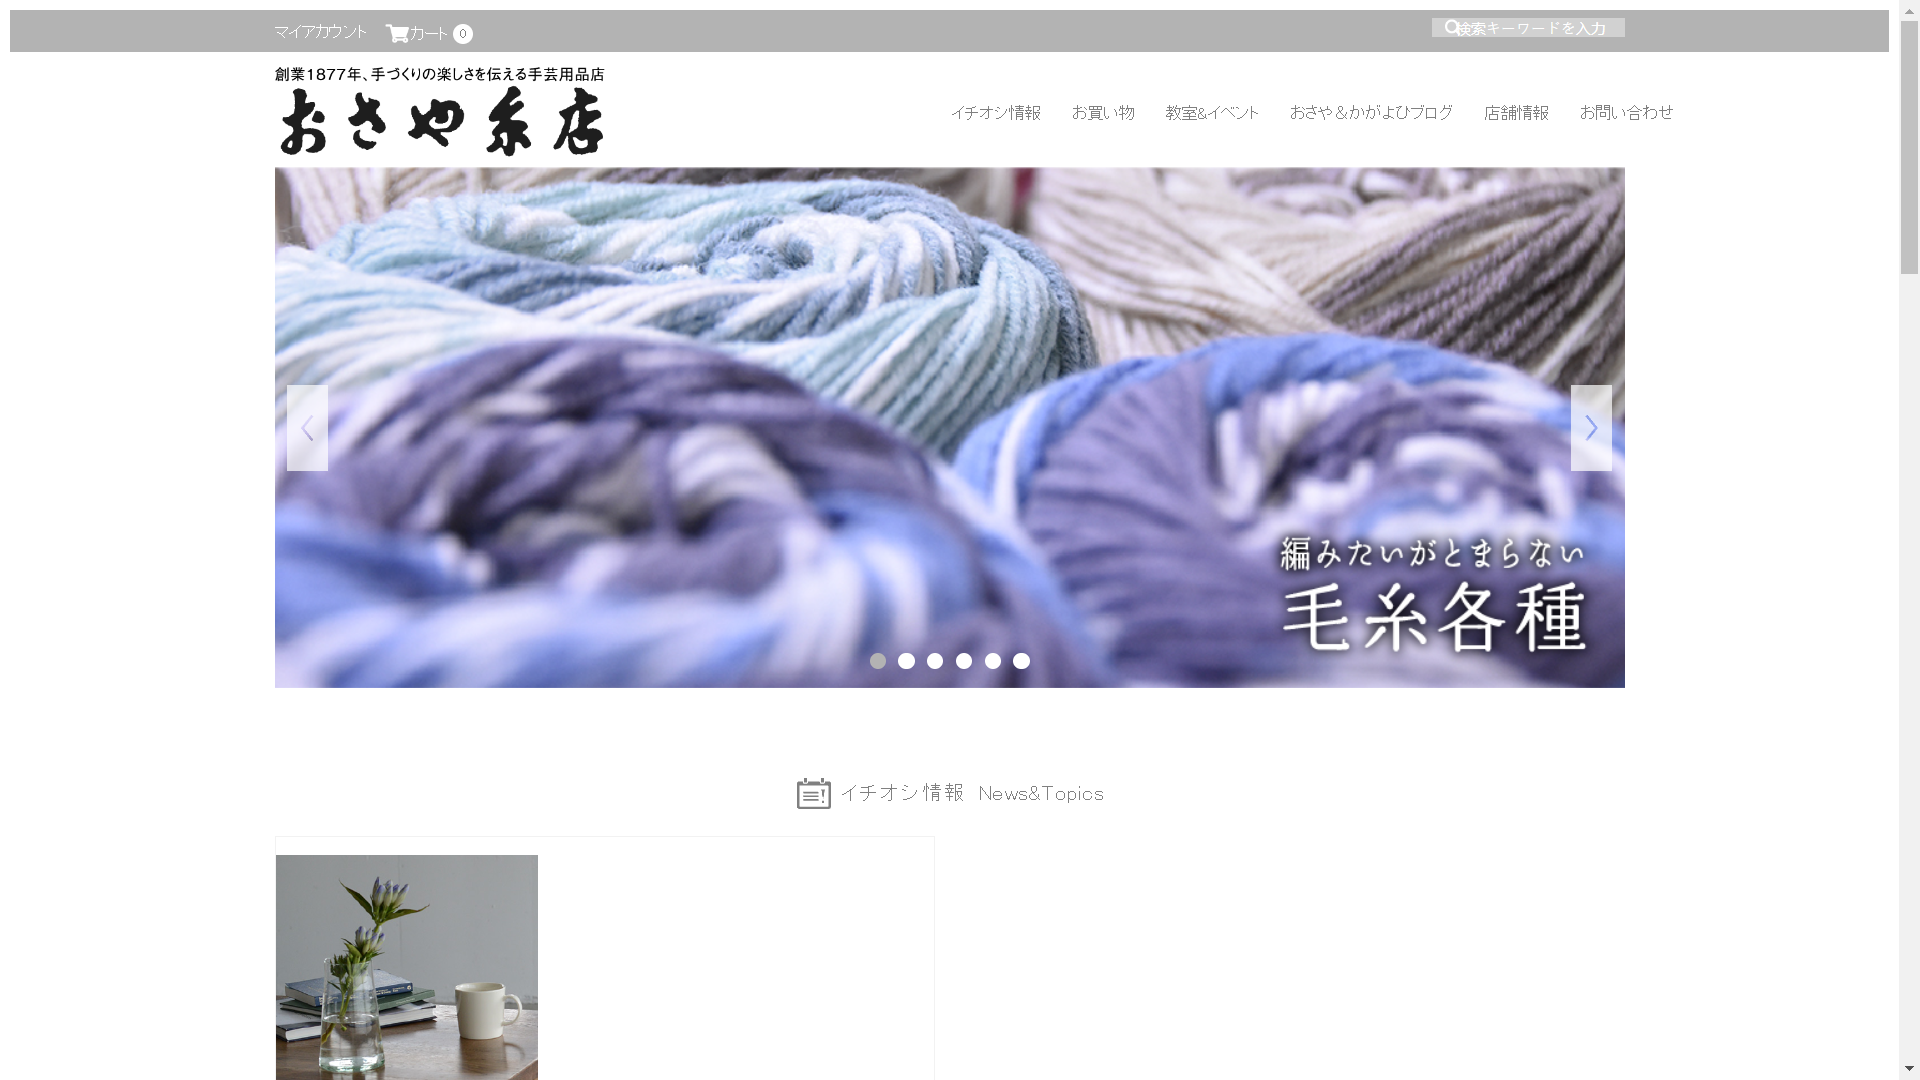 マイアカウント カート 0 検索キーワードを入力
創業1877年、手づくりの楽しさを伝える手芸用品店
おさや糸店
イチオシ情報 お買い物 教室&イベント おさや&かがよひブログ 店舗情報 お問い合わせ
編みたいがとまらない
毛糸各種
イチオシ情報 News&Topics